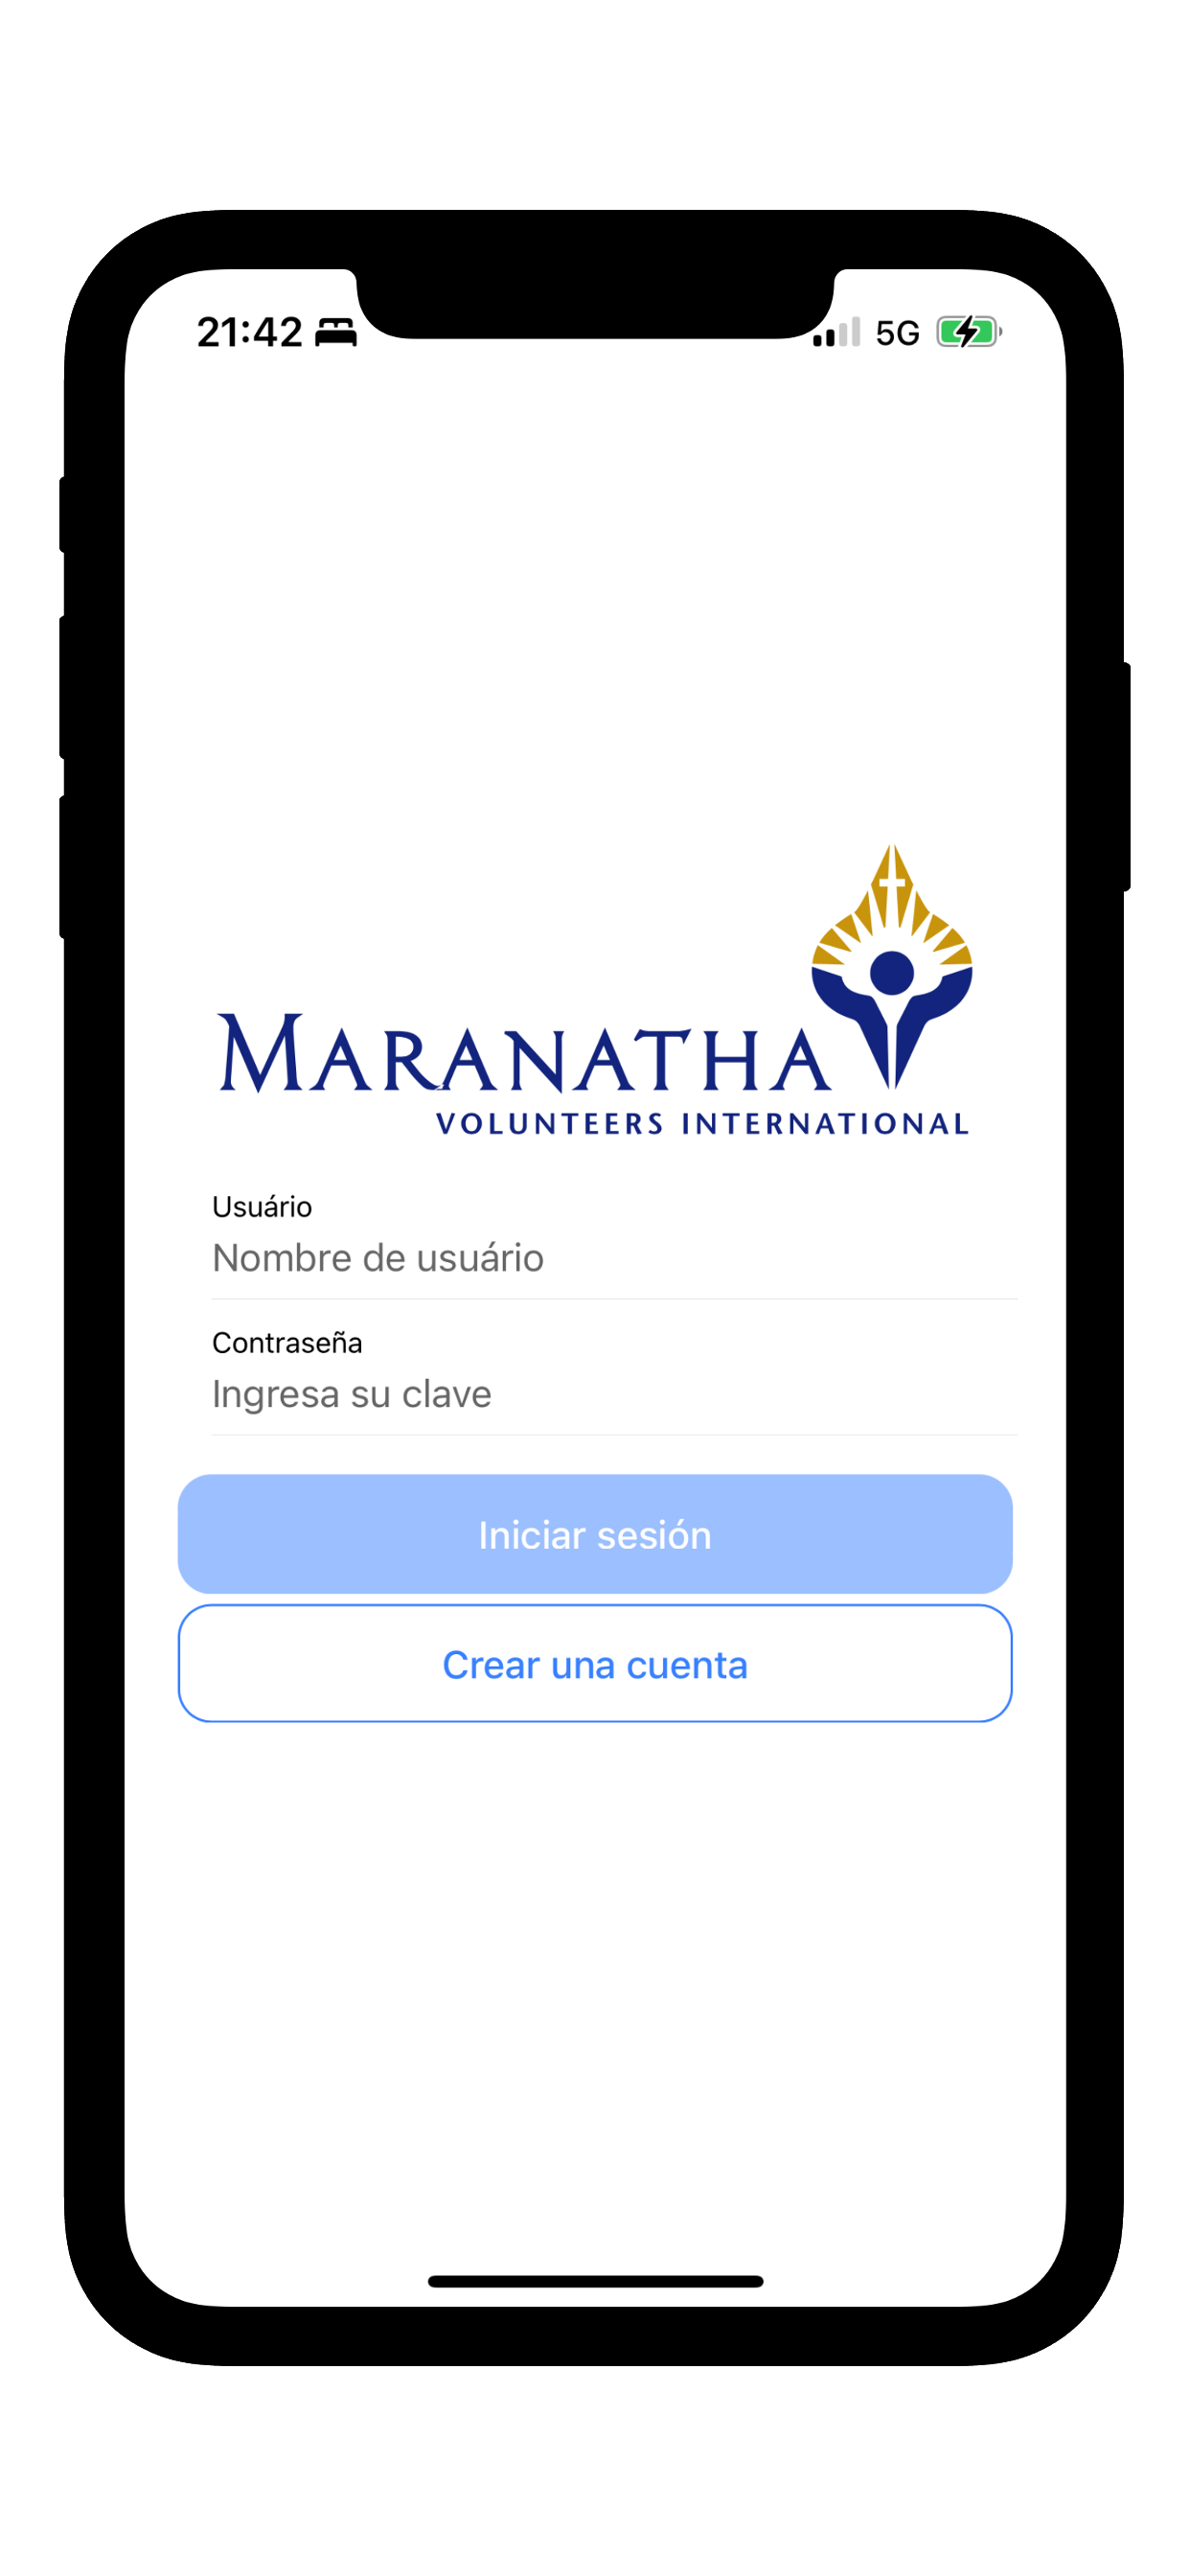 21:42 5G
MARANATHA
VOLUNTEERS INTERNATIONAL
Usuário
Nombre de usuário
Contraseña
Ingresa su clave
Iniciar sesión
Crear una cuenta